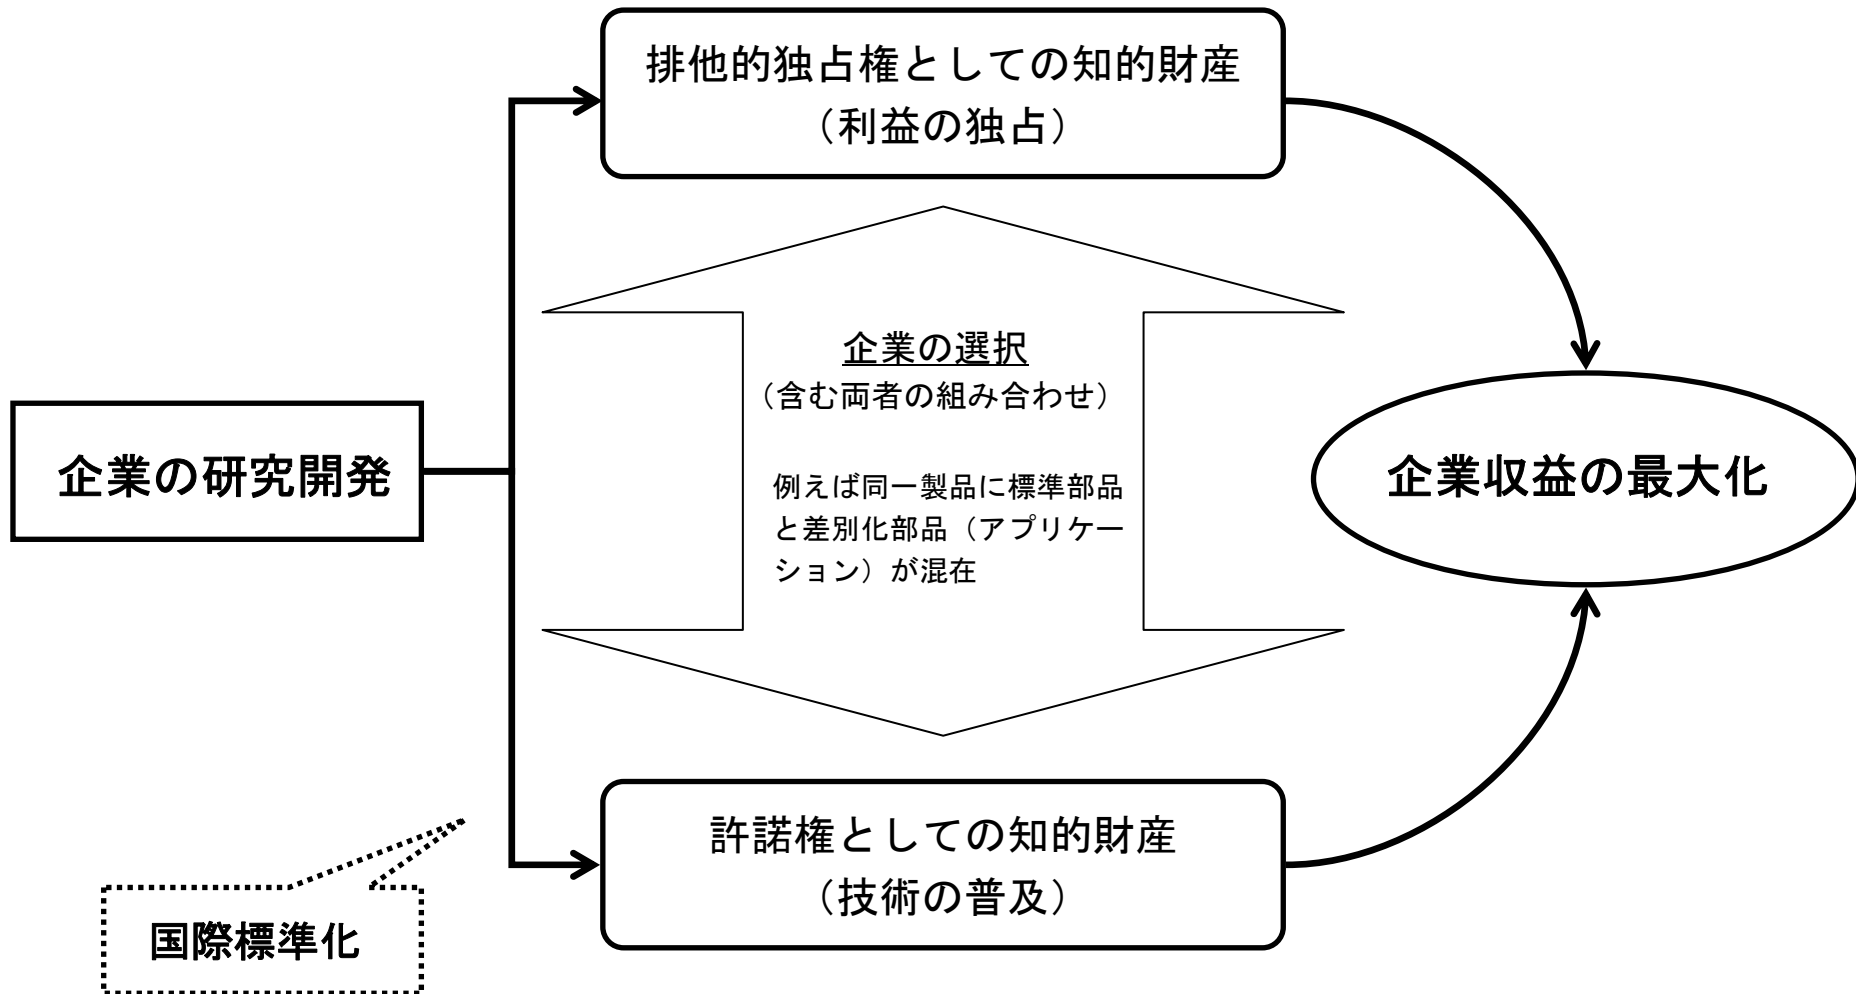 排他的独占権としての知的財産
（利益の独占）
企業の選択
（含む両者の組み合わせ）
例えば同一製品に標準部品
と差別化部品（アプリケー
ション）が混在
企業の研究開発
企業収益の最大化
許諾権としての知的財産
（技術の普及）
国際標準化